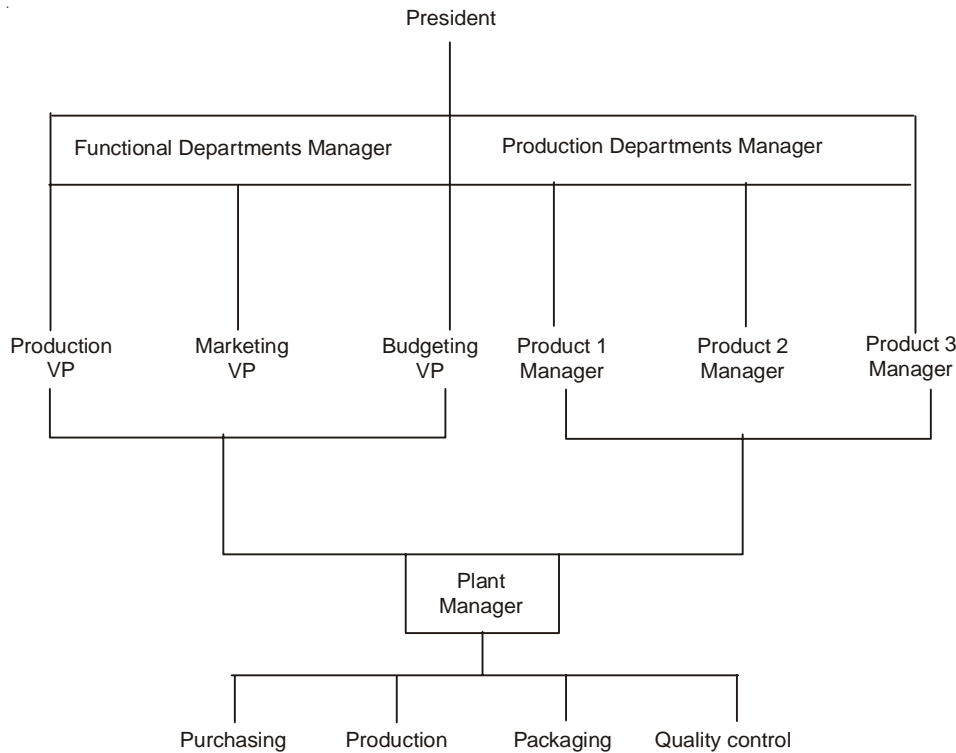 President
Functional Departments Manager
Production Departments Manager
Production
VP
Marketing
VP
Budgeting
VP
Product 1
Manager
Product 2
Manager
Product 3
Manager
Plant
Manager
Purchasing
Production
Packaging
Quality control